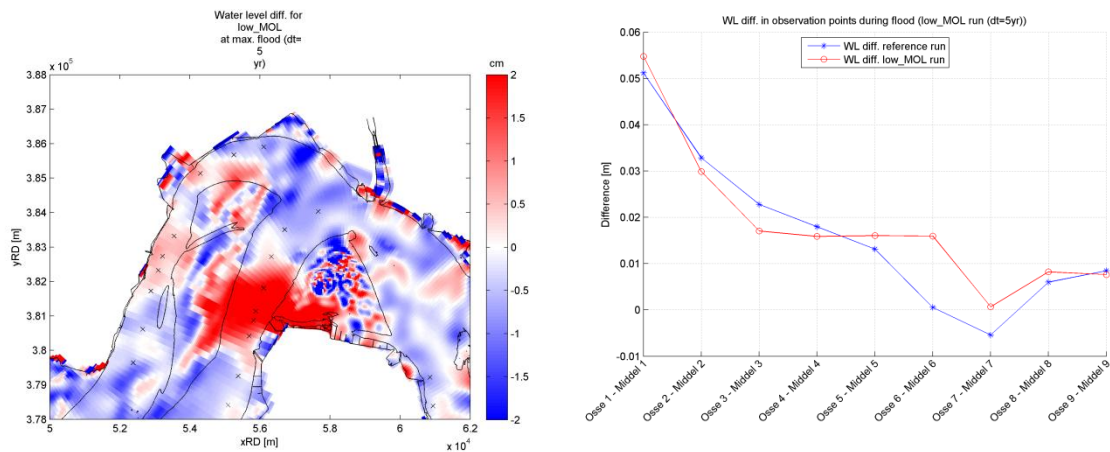 Water level diff. for
low_MOL
at max. flood (dt=
5
yr)
x 10⁵
3.88
3.87
3.86
3.85
3.84
3.83
3.82
3.81
3.8
3.79
3.78
yRD [m]
5
5.2
5.4
5.6
5.8
6
6.2
xRD [m]
x 10⁴
cm
2
1.5
1
0.5
0
-0.5
-1
-1.5
-2
WL diff. in observation points during flood (low_MOL run (dt=5yr))
WL diff. reference run
WL diff. low_MOL run
0.06
0.05
0.04
0.03
0.02
0.01
0
-0.01
Difference [m]
Osse 1 - Middel 1
Osse 2 - Middel 2
Osse 3 - Middel 3
Osse 4 - Middel 4
Osse 5 - Middel 5
Osse 6 - Middel 6
Osse 7 - Middel 7
Osse 8 - Middel 8
Osse 9 - Middel 9